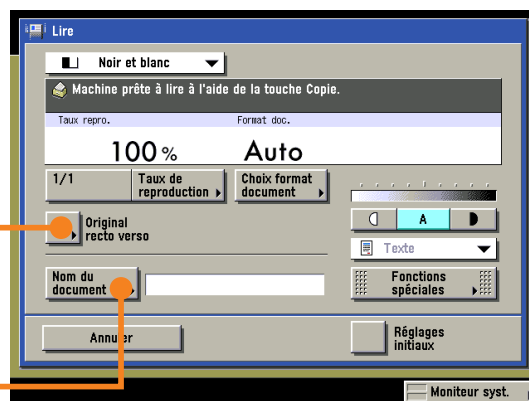 Lire
Noir et blanc
Machine prête à lire à l'aide de la touche Copie.
Taux repro.
Format doc.
100 %
Auto
1/1
Taux de
reproduction
Choix format
document
Original
recto verso
A
Texte
Nom du
document
Fonctions
spéciales
Annuler
Réglages
initiaux
Moniteur syst.